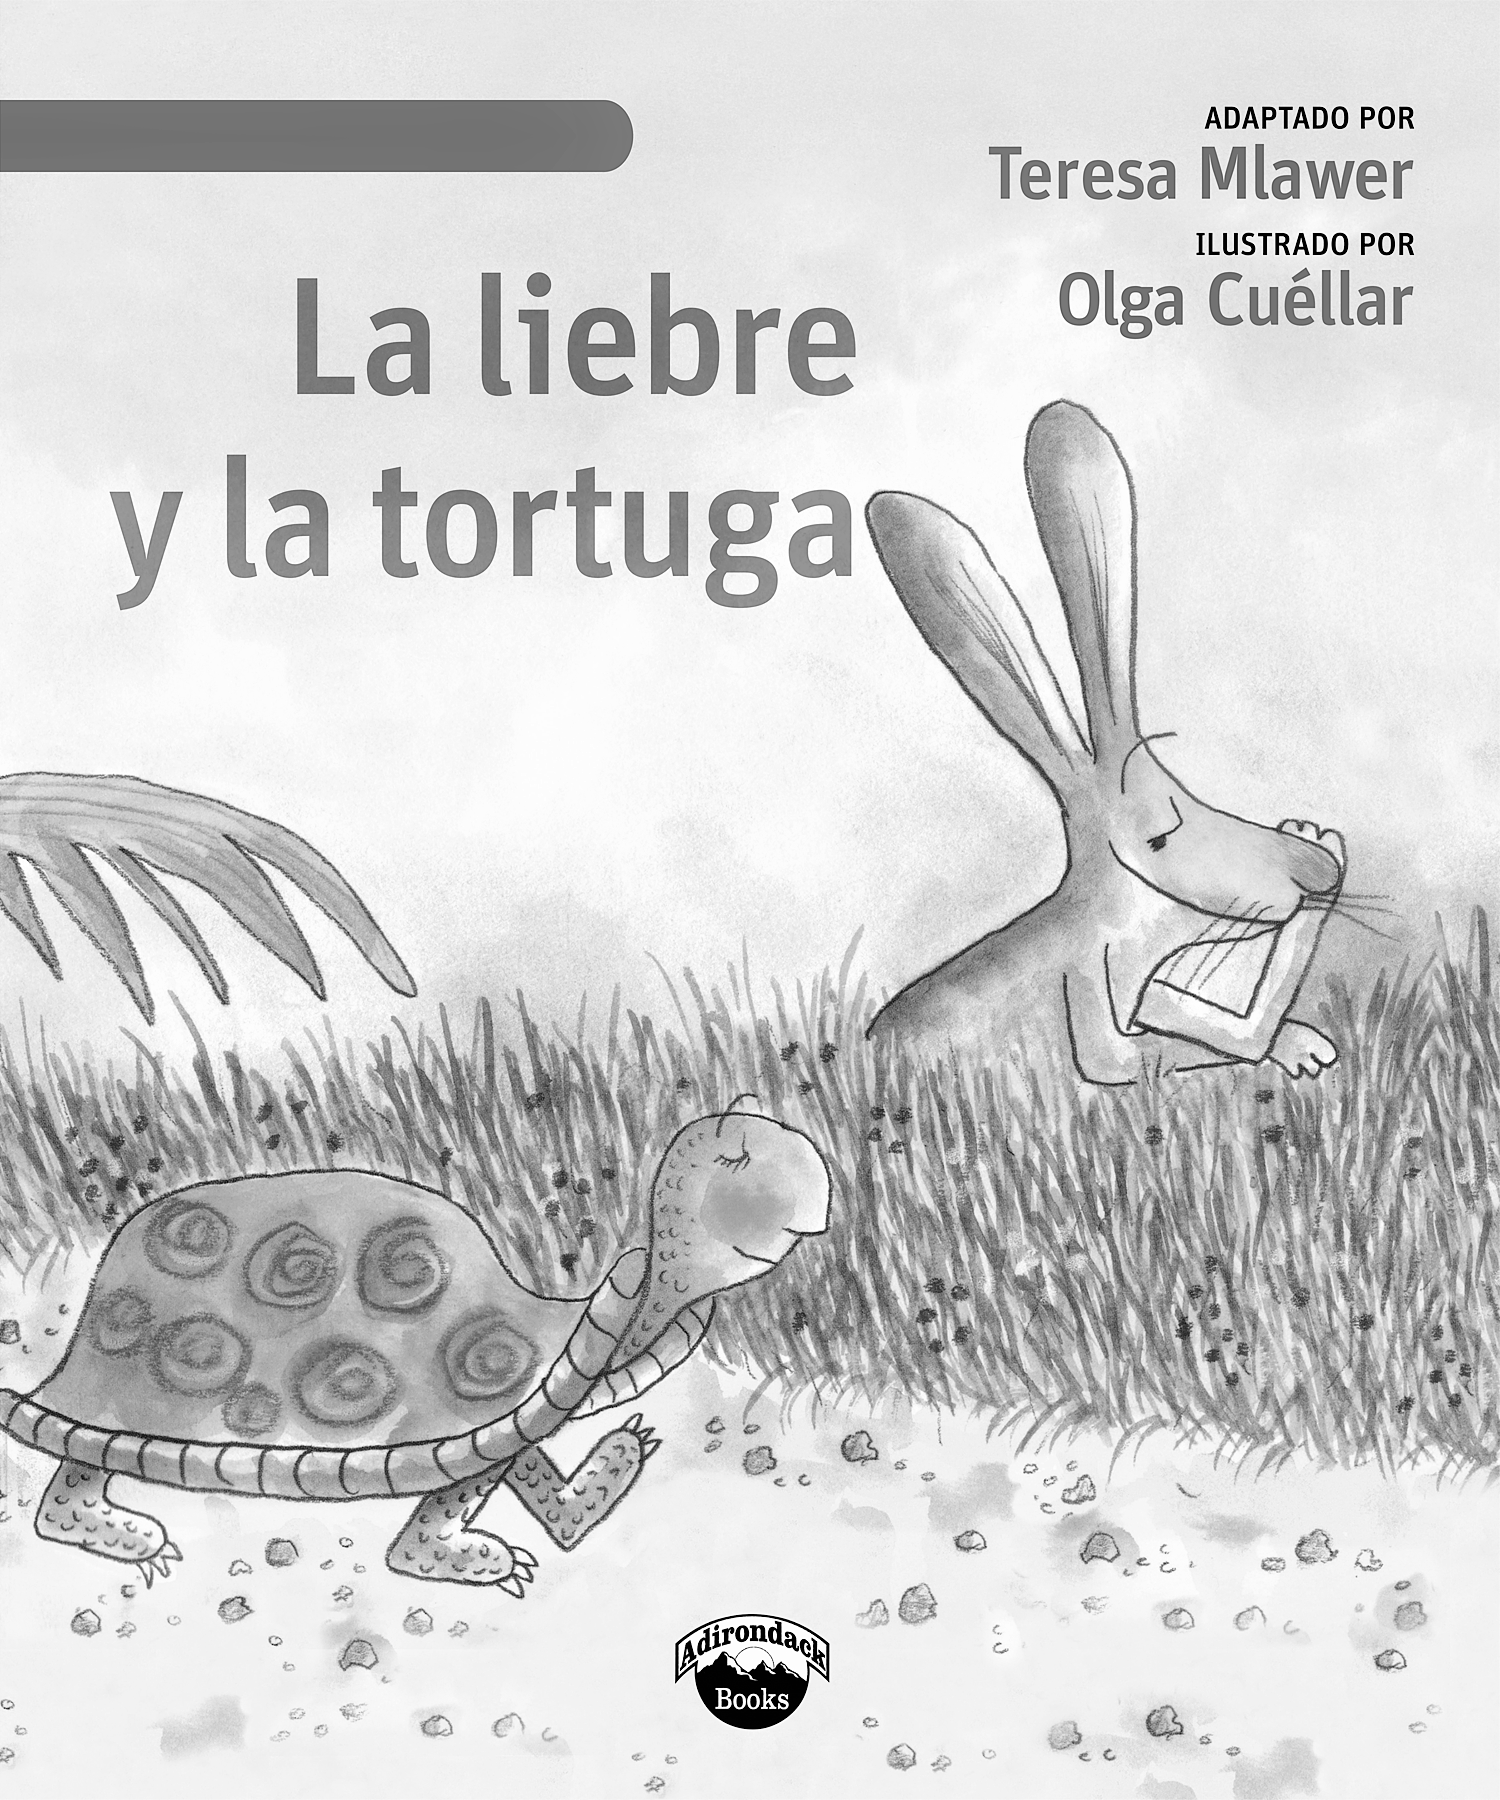 ADAPTADO POR
Teresa Mlawer
ILUSTRADO POR
Olga Cuéllar
La liebre
y la tortuga
Adirondack
Books